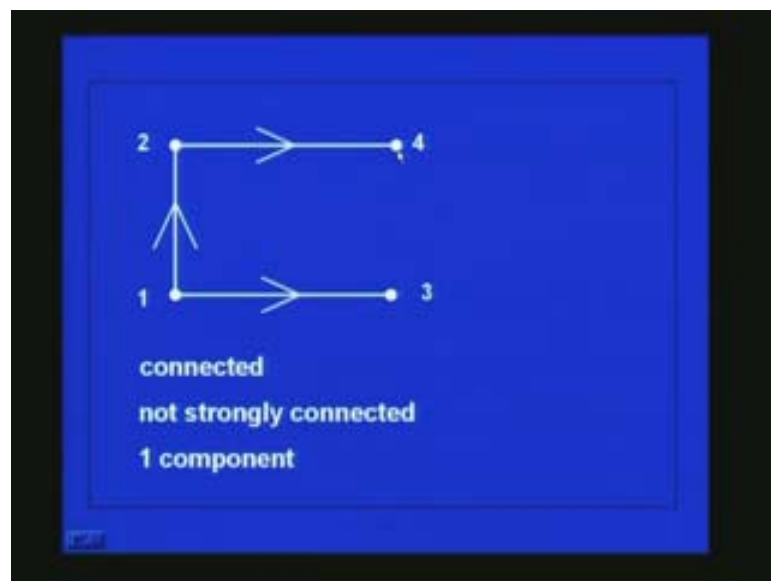 2 4
1 3
connected
not strongly connected
1 component